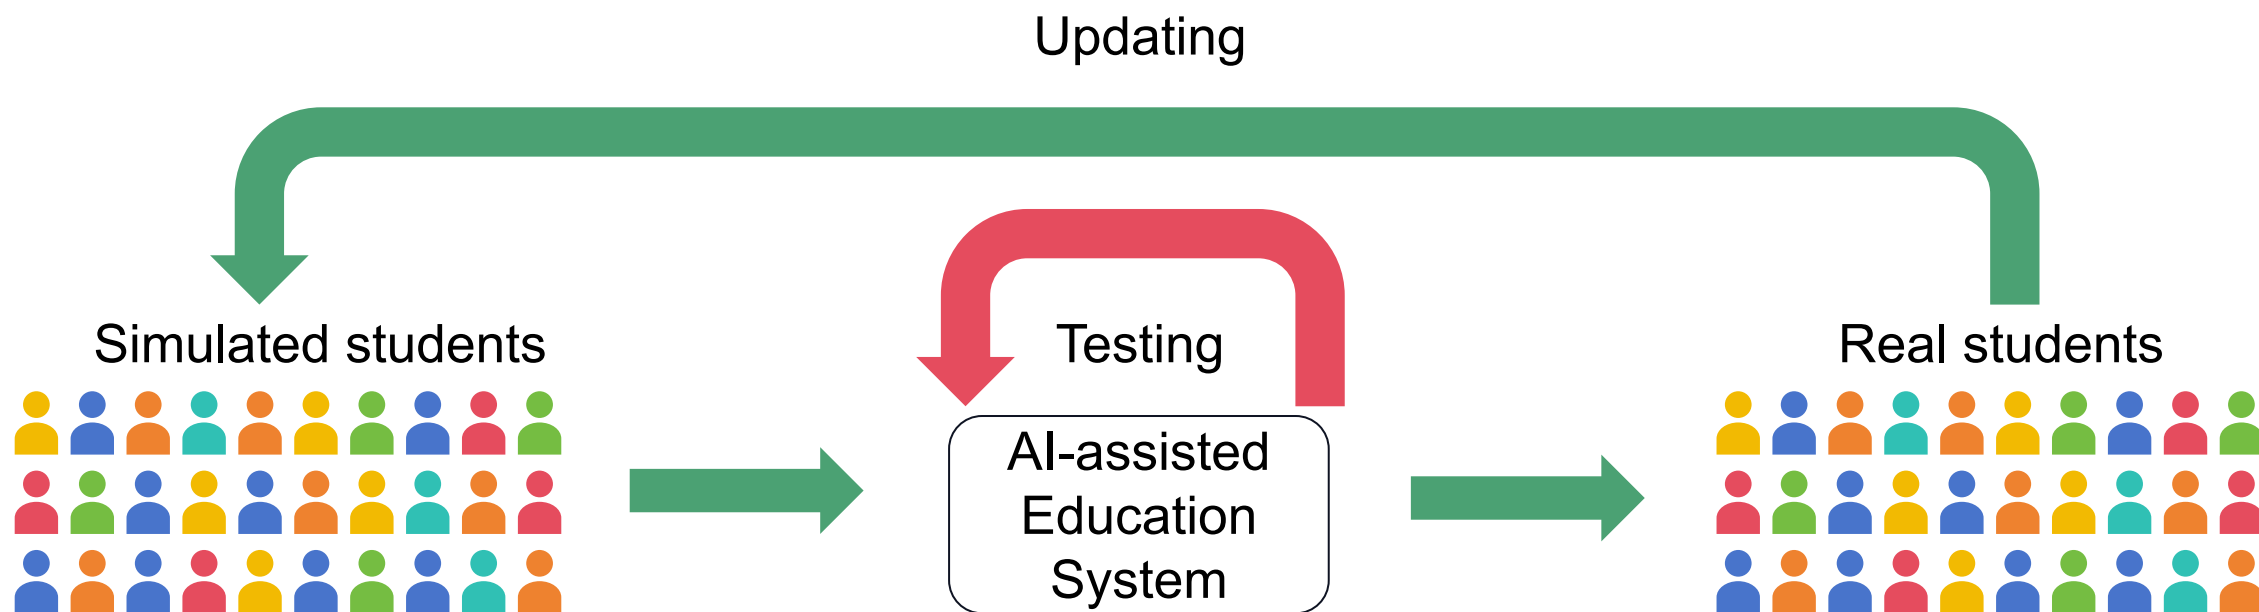 Updating
Simulated students
Testing
Real students
AI-assisted
Education
System